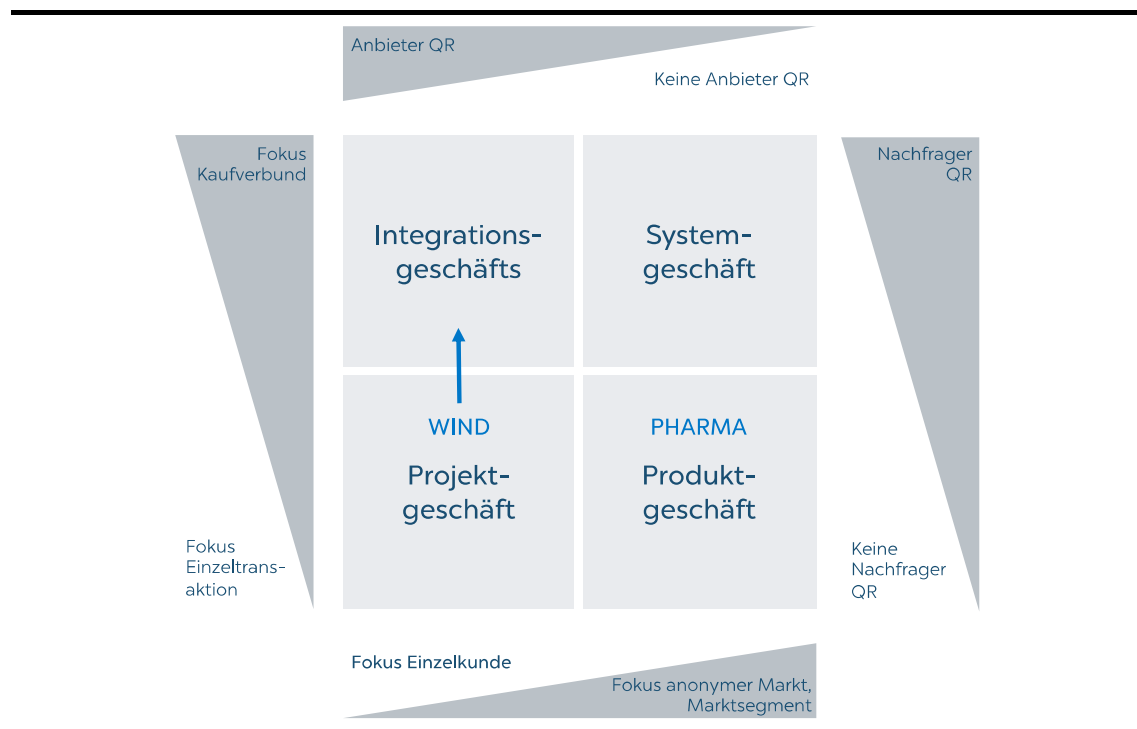 Anbieter QR
Keine Anbieter QR
Fokus
Kaufverbund
Nachfrager
QR
Integrations-
geschäfts
System-
geschäft
WIND
PHARMA
Projekt-
geschäft
Produkt-
geschäft
Fokus
Einzeltrans-
aktion
Keine
Nachfrager
QR
Fokus Einzelkunde
Fokus anonymer Markt,
Marktsegment